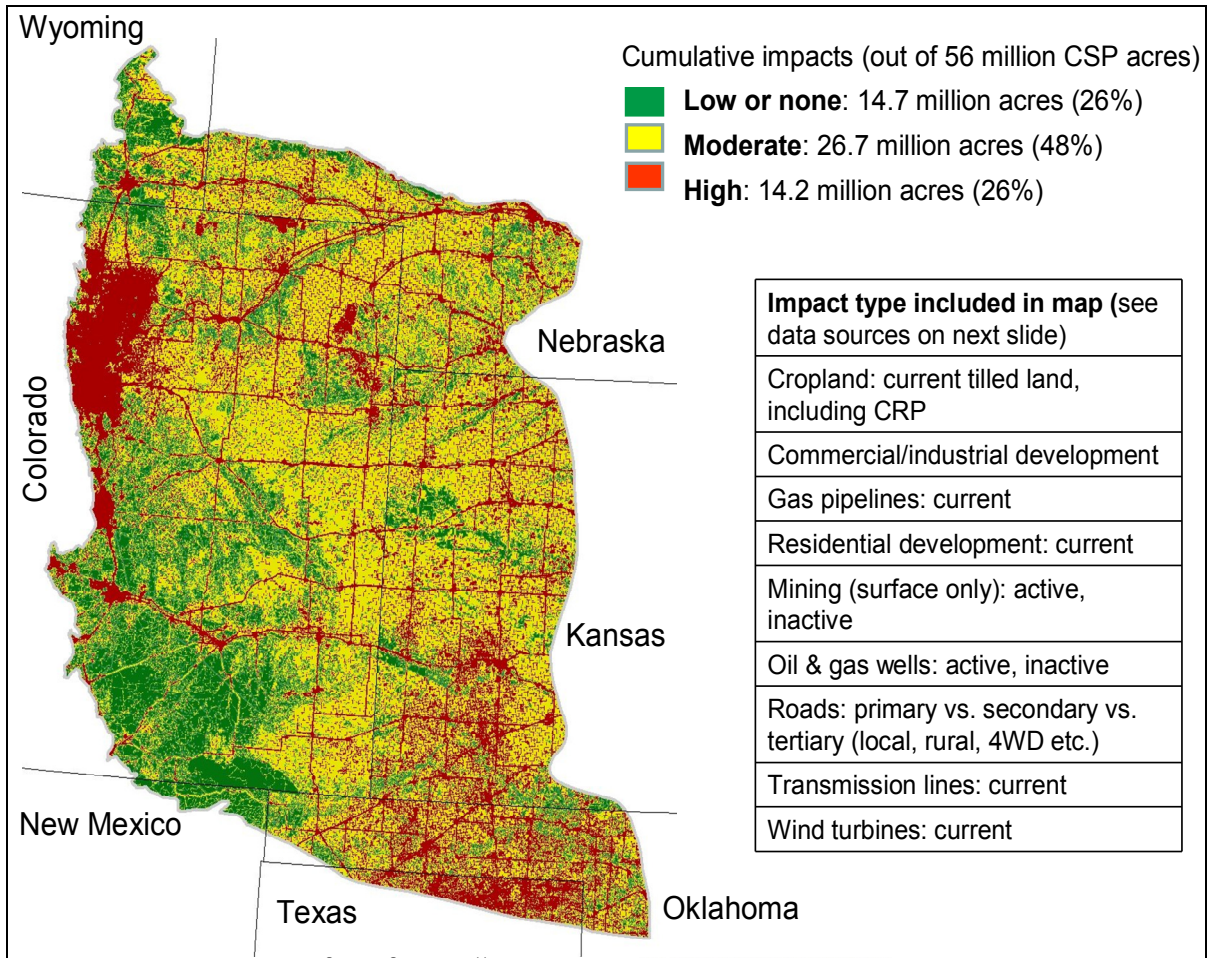 Wyoming
Cumulative impacts (out of 56 million CSP acres)
Low or none: 14.7 million acres (26%)
Moderate: 26.7 million acres (48%)
High: 14.2 million acres (26%)
Impact type included in map (see
data sources on next slide)
Cropland: current tilled land,
including CRP
Commercial/industrial development
Gas pipelines: current
Residential development: current
Mining (surface only): active,
inactive
Oil & gas wells: active, inactive
Roads: primary vs. secondary vs.
tertiary (local, rural, 4WD etc.)
Transmission lines: current
Wind turbines: current
Nebraska
Colorado
Kansas
New Mexico
Texas
Oklahoma